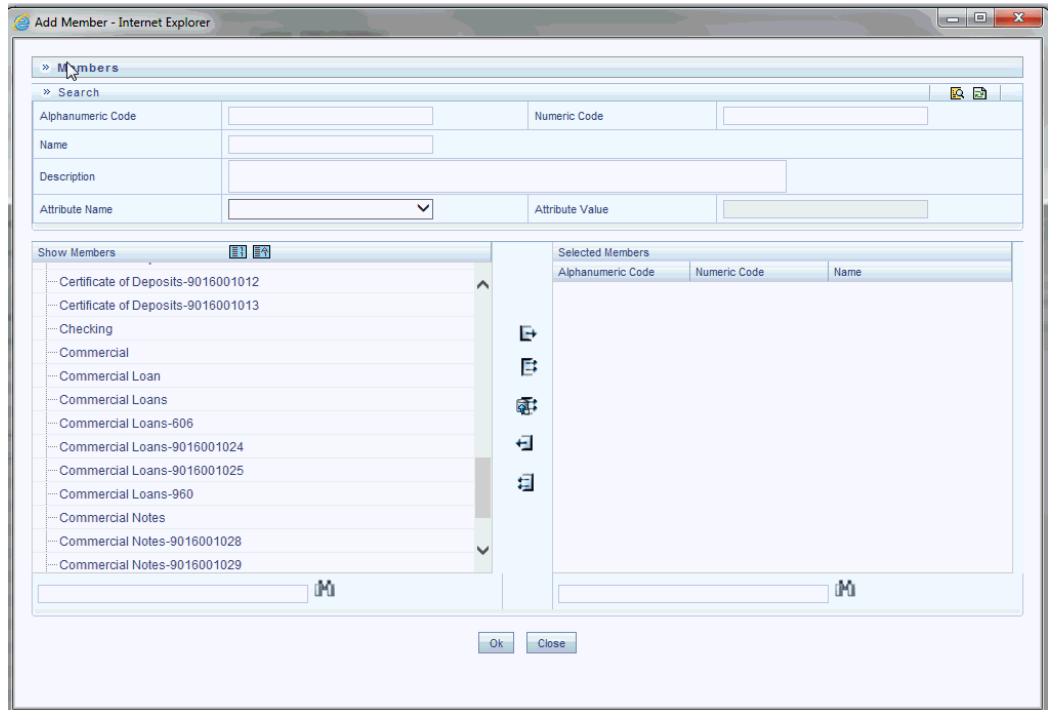 Add Member - Internet Explorer
» Members
» Search
Alphanumeric Code Numeric Code
Name
Description
Attribute Name Attribute Value
Show Members Selected Members
Alphanumeric Code Numeric Code Name
Certificate of Deposits-9016001012
Certificate of Deposits-9016001013
Checking
Commercial
Commercial Loan
Commercial Loans
Commercial Loans-606
Commercial Loans-9016001024
Commercial Loans-9016001025
Commercial Loans-960
Commercial Notes
Commercial Notes-9016001028
Commercial Notes-9016001029
Ok Close